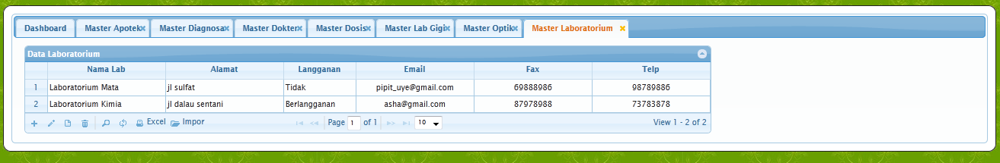 Dashboard Master Apotek Master Diagnosa Master Dokter Master Dosis Master Lab Gigi Master Optik Master Laboratorium
Data Laboratorium
Nama Lab Alamat Langganan Email Fax Telp
1 Laboratorium Mata jl sulfat Tidak pipit_uye@gmail.com 69888986 98789886
2 Laboratorium Kimia jl dalau sentani Berlangganan asha@gmail.com 87978988 73783878
Excel Impor Page 1 of 1 10 View 1 - 2 of 2